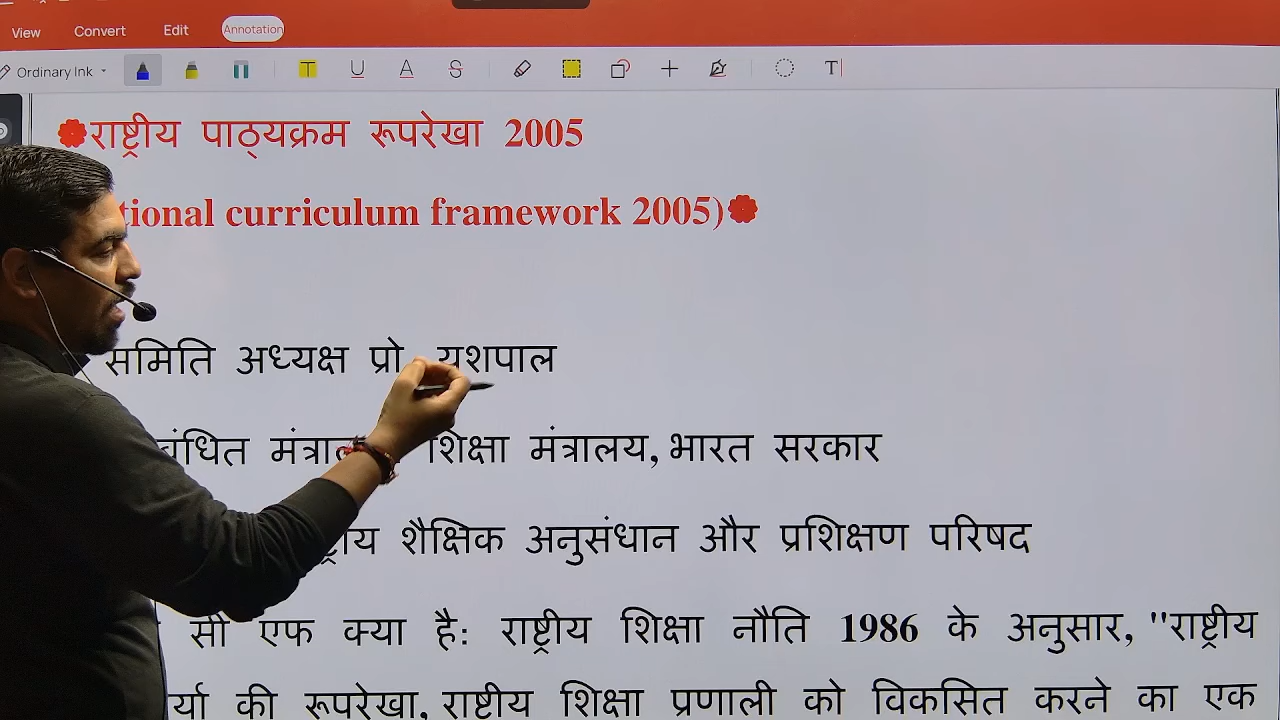 View Convert Edit Annotation
Ordinary Ink T U A S T
राष्ट्रीय पाठ्यक्रम रूपरेखा 2005
curriculum framework 2005)
समिति अध्यक्ष प्रो यशपाल
शिक्षा मंत्रालय, भारत सरकार
शैक्षिक अनुसंधान और प्रशिक्षण परिषद
सी एफ क्या है: राष्ट्रीय शिक्षा नीति 1986 के अनुसार, "राष्ट्रीय
की रूपरेखा, राष्ट्रीय शिक्षा प्रणाली को विकसित करने का एक